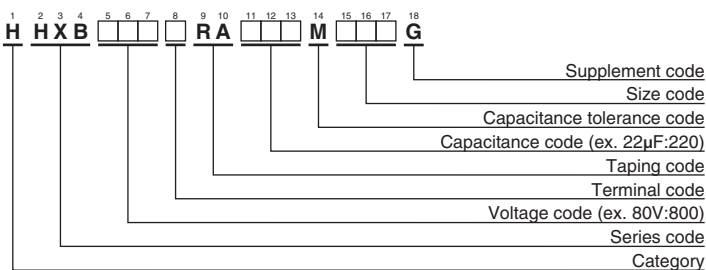 1 2 3 4 5 6 7 8 9 10 11 12 13 14 15 16 17 18
H HXB □□□ □ RA □□□ M □□□ G
Supplement code
Size code
Capacitance tolerance code
Capacitance code (ex. 22µF:220)
Taping code
Terminal code
Voltage code (ex. 80V:800)
Series code
Category